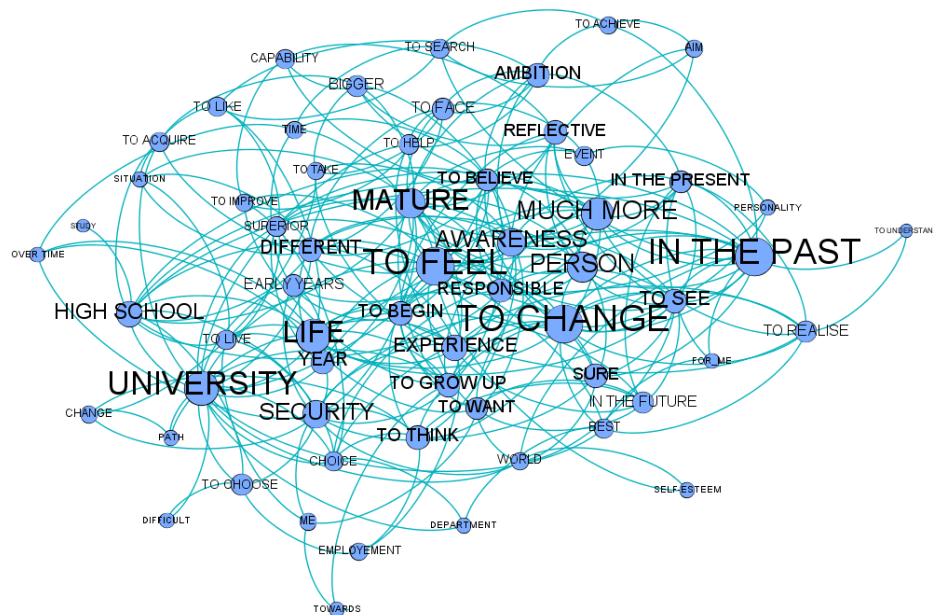 TO ACHIEVE
TO SEARCH
AIM
CAPABILITY
AMBITION
BIGGER
TO LIKE
TO FACE
TIME
REFLECTIVE
TO ACQUIRE
TO HELP
EVENT
TO TAKE
SITUATION
TO BELIEVE
IN THE PRESENT
TO IMPROVE
MATURE
MUCH MORE
PERSONALITY
STUDY
SUPERIOR
TO UNDERSTAN
DIFFERENT
AWARENESS
OVER TIME
IN THE PAST
TO FEEL
PERSON
EARLY YEARS
RESPONSIBLE
TO SEE
HIGH SCHOOL
TO BEGIN
TO CHANGE
TO REALISE
LIFE
TO LIVE
EXPERIENCE
YEAR
FOR ME
SURE
UNIVERSITY
TO GROW UP
IN THE FUTURE
CHANGE
SECURITY
TO WANT
BEST
PATH
TO THINK
CHOICE
WORLD
TO CHOOSE
SELF-ESTEEM
DIFFICULT
ME
DEPARTMENT
EMPLOYEMENT
TOWARDS